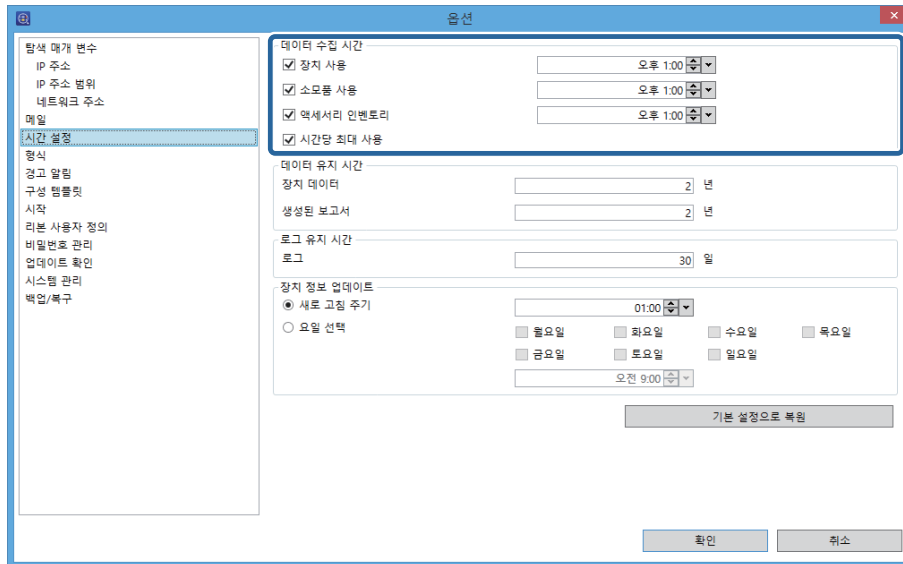 옵션
탐색 매개 변수
IP 주소
IP 주소 범위
네트워크 주소
메일
시간 설정
형식
경고 알림
구성 템플릿
시작
리본 사용자 정의
비밀번호 관리
업데이트 확인
시스템 관리
백업/복구
데이터 수집 시간
장치 사용 오후 1:00
소모품 사용 오후 1:00
액세서리 인벤토리 오후 1:00
시간당 최대 사용
데이터 유지 시간
장치 데이터 2 년
생성된 보고서 2 년
로그 유지 시간
로그 30 일
장치 정보 업데이트
새로 고침 주기 01:00
요일 선택 월요일 화요일 수요일 목요일
금요일 토요일 일요일
오전 9:00
기본 설정으로 복원
확인 취소